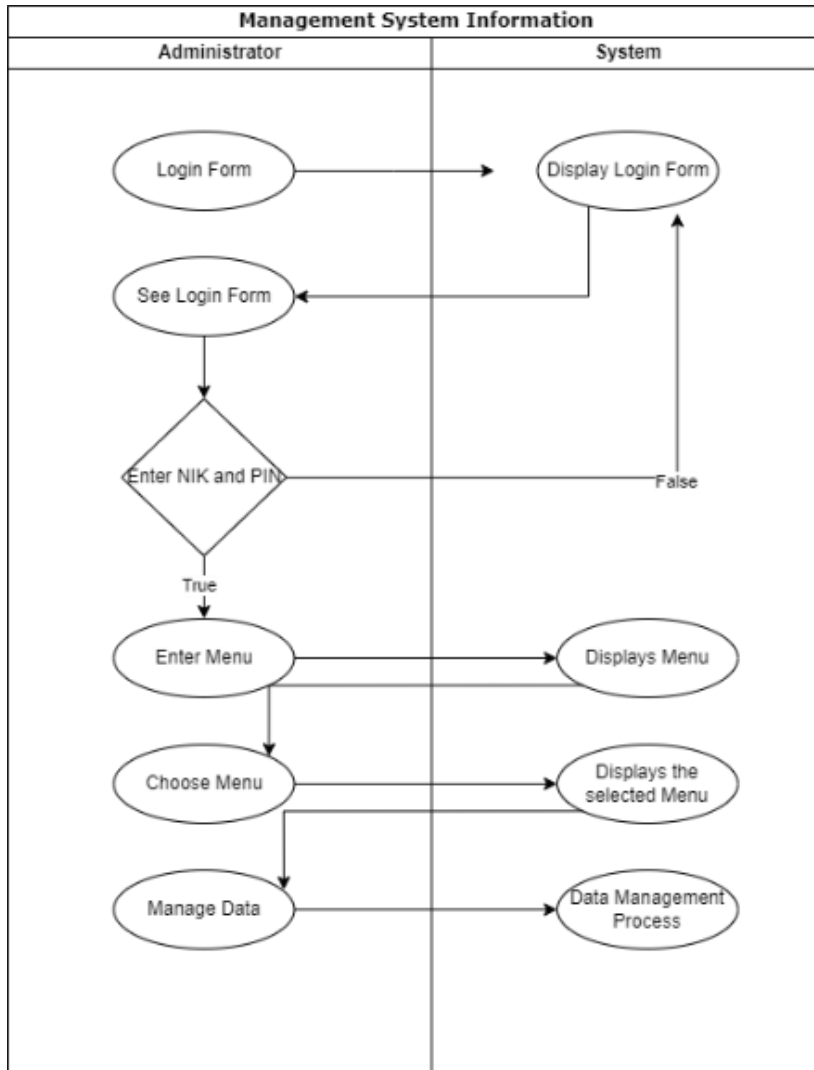 Management System Information
Administrator
System
Login Form
Display Login Form
See Login Form
Enter NIK and PIN
False
True
Enter Menu
Displays Menu
Choose Menu
Displays the
selected Menu
Manage Data
Data Management
Process